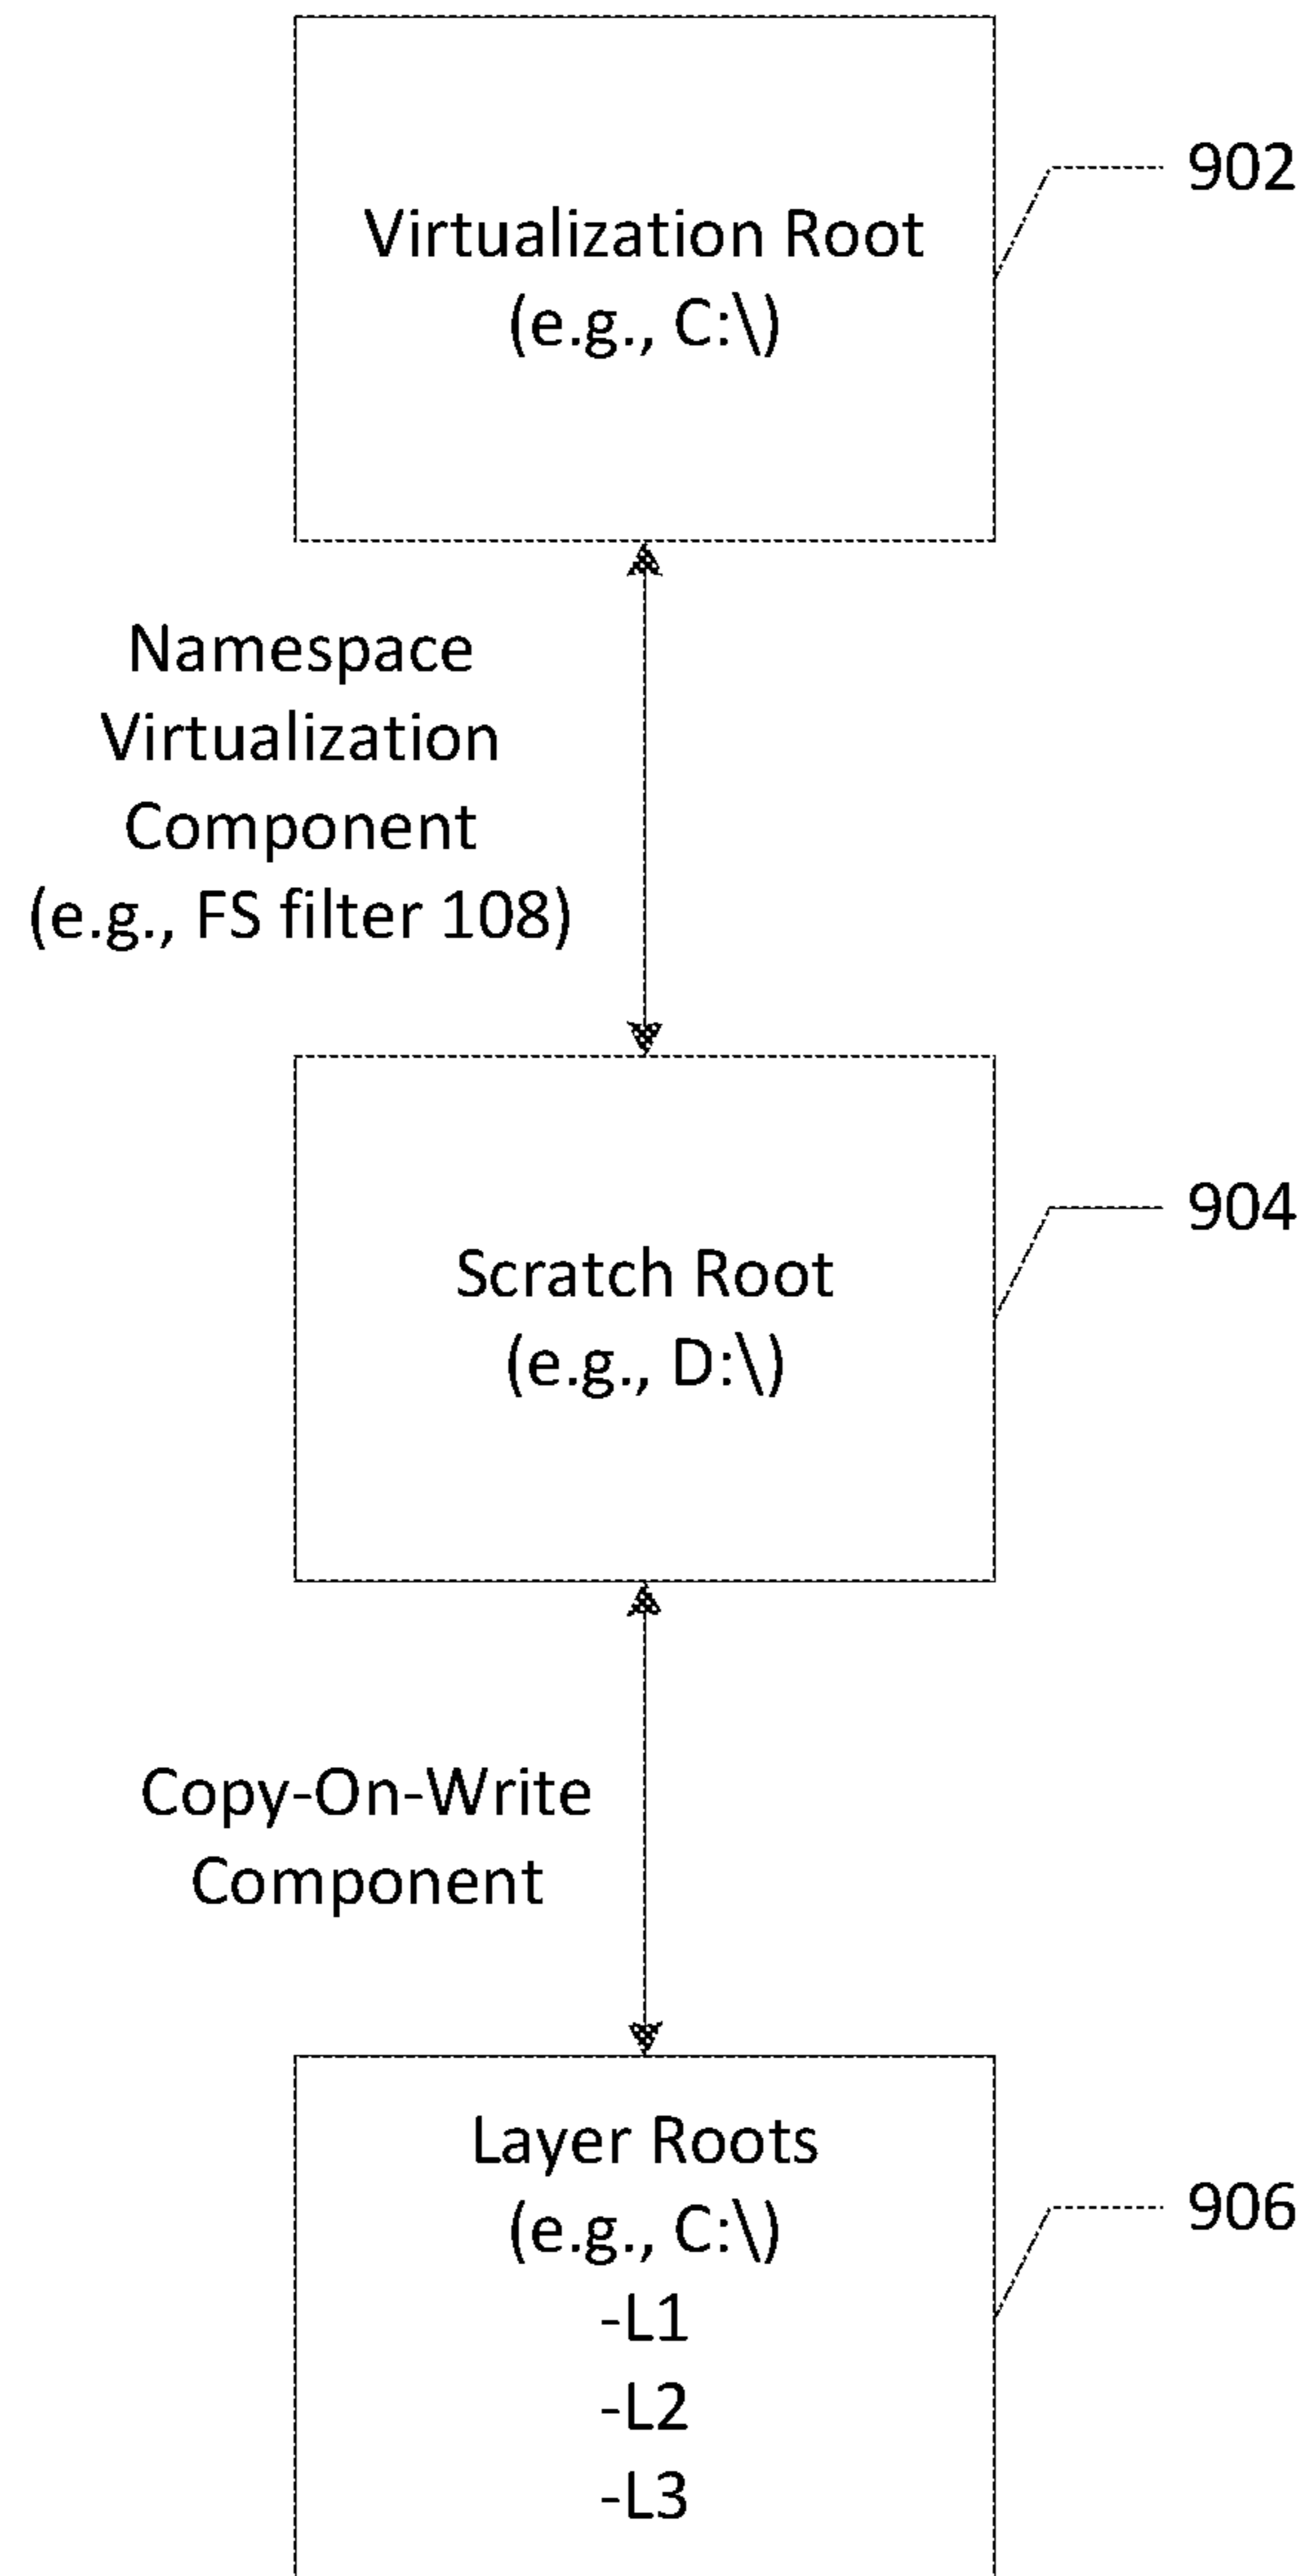 Virtualization Root
(e.g., C:\)
902
Namespace
Virtualization
Component
(e.g., FS filter 108)
Scratch Root
(e.g., D:\)
904
Copy-On-Write
Component
Layer Roots
(e.g., C:\)
-L1
-L2
-L3
906